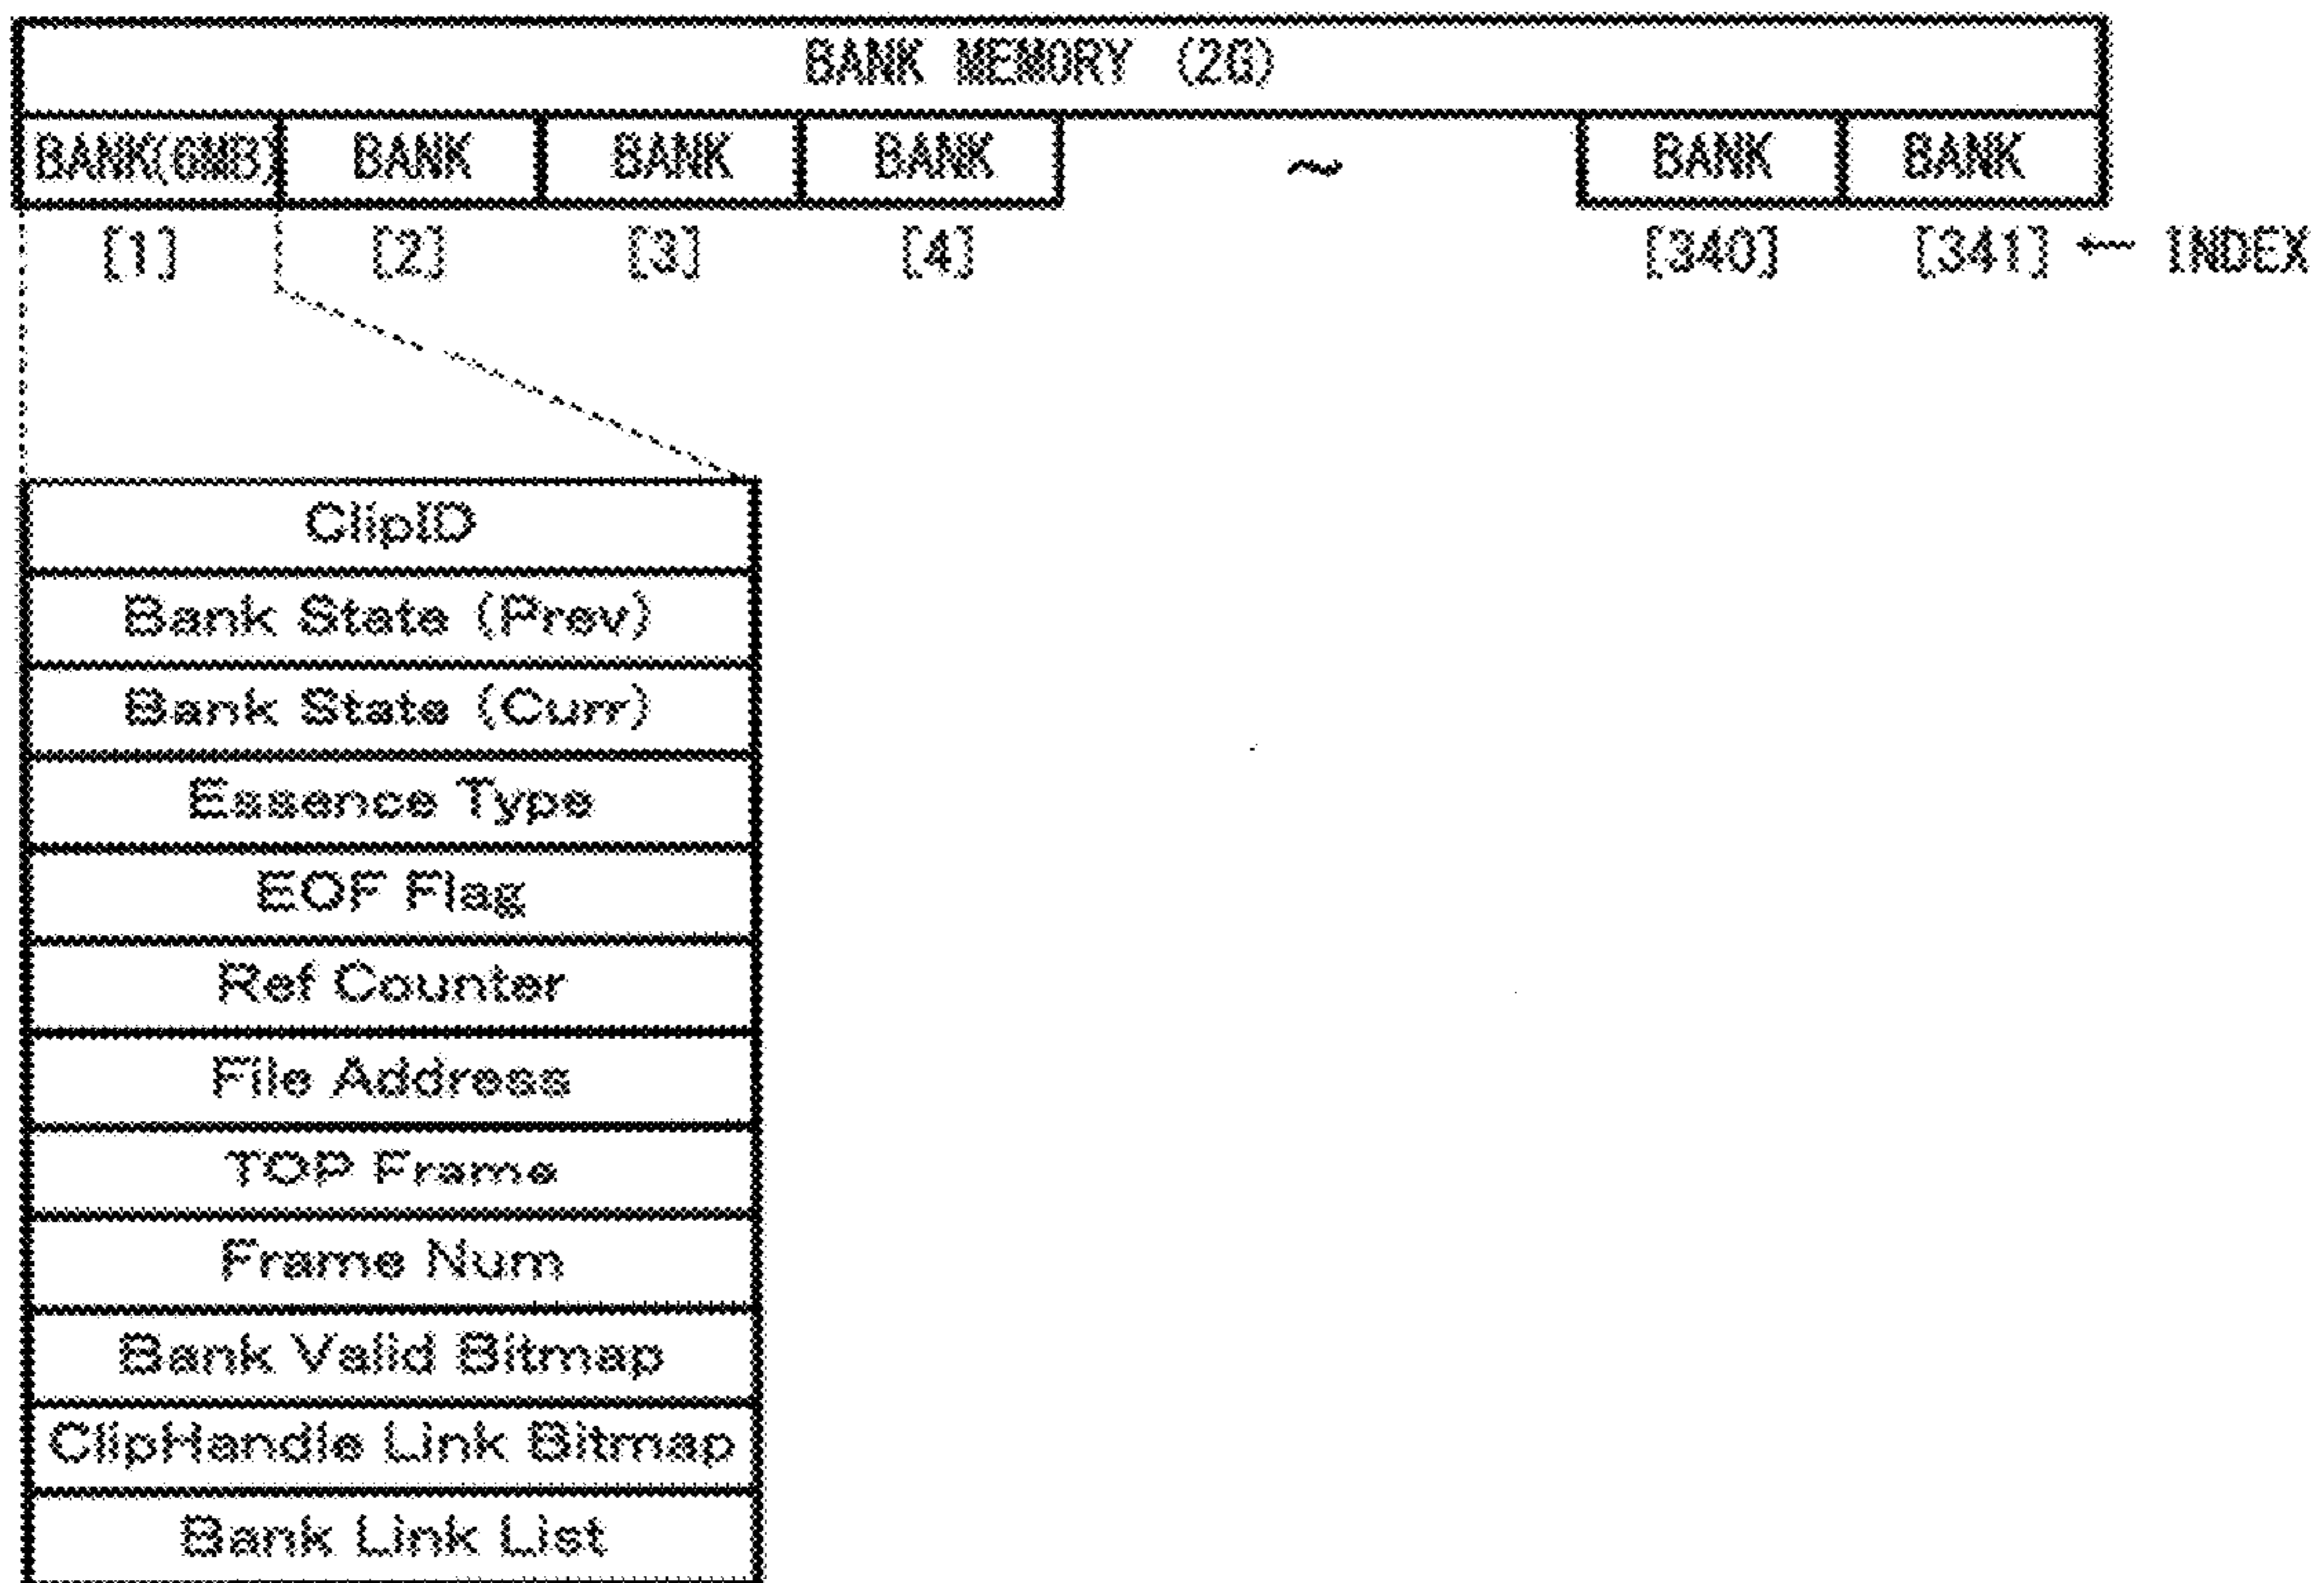 BANK MEMORY (2G)
BANK(6MB) BANK BANK BANK ~ BANK BANK
[1] [2] [3] [4] [340] [341] ← INDEX
ClipID
Bank State (Prev)
Bank State (Curr)
Essence Type
EOF Flag
Ref Counter
File Address
TOP Frame
Frame Num
Bank Valid Bitmap
ClipHandle Link Bitmap
Bank Link List